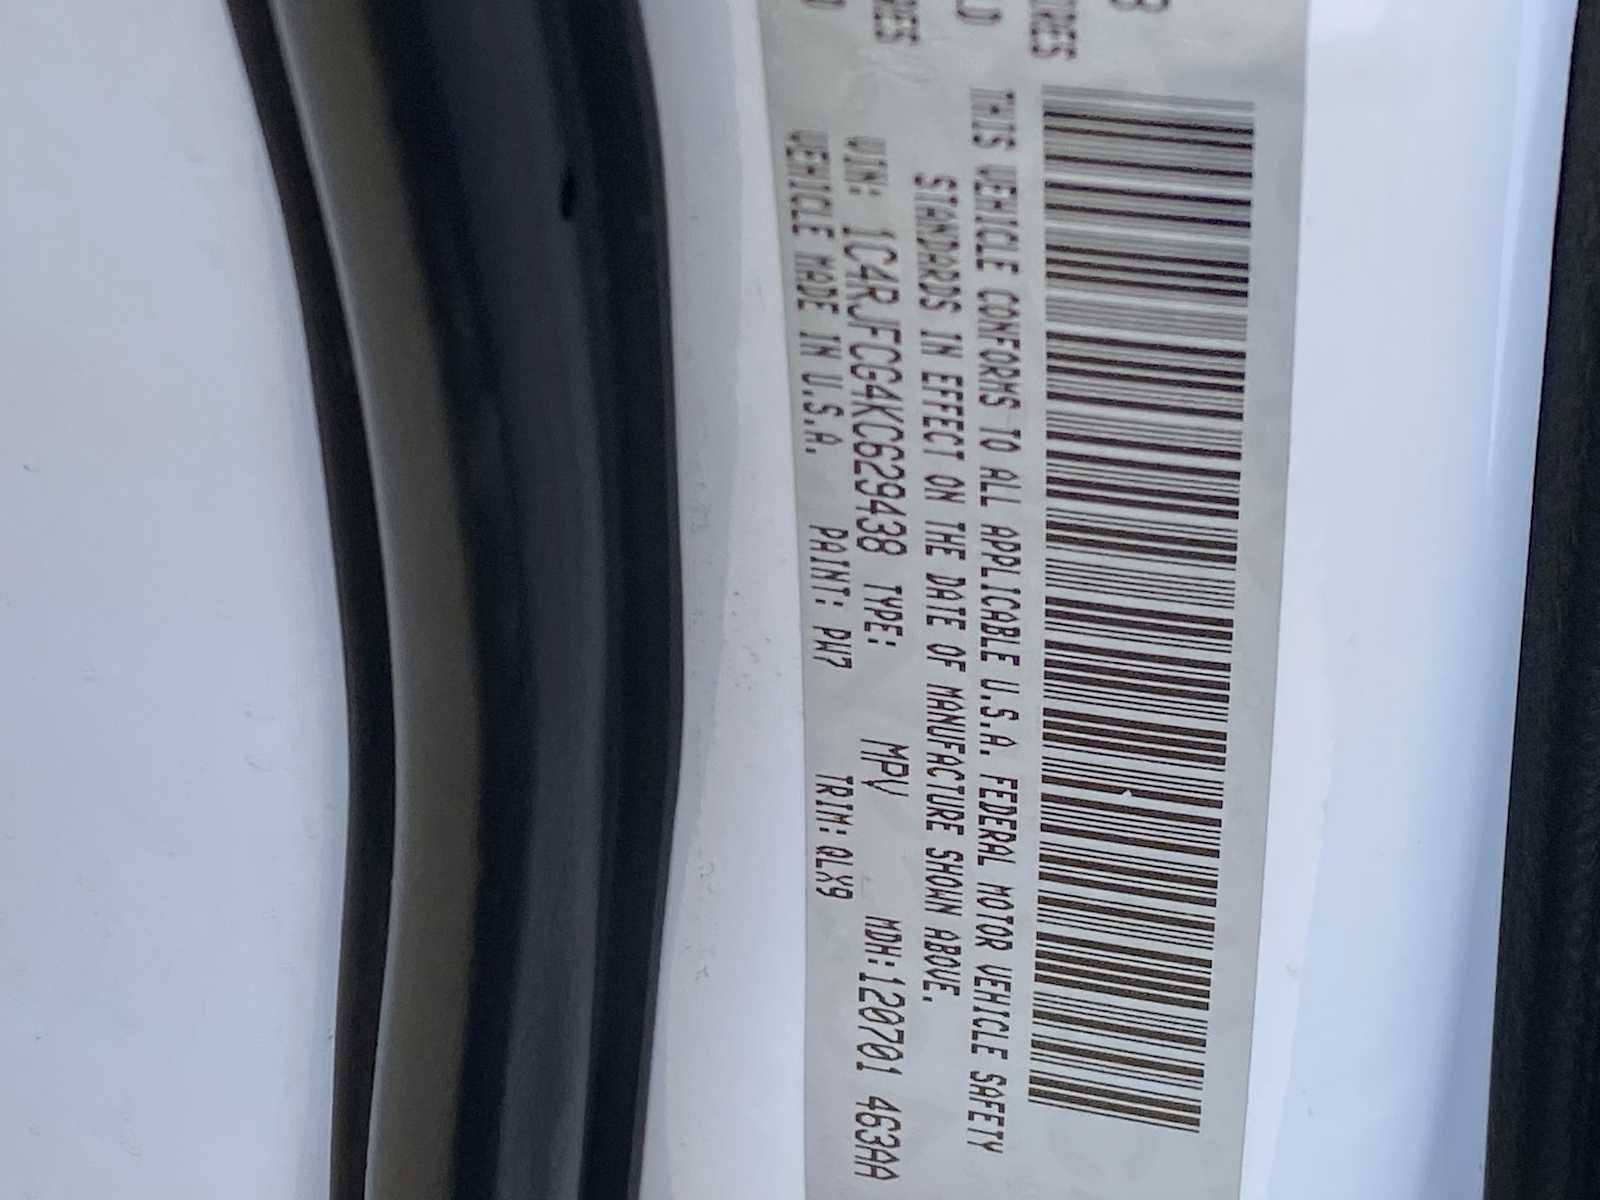 THIS VEHICLE CONFORMS TO ALL APPLICABLE U.S.A. FEDERAL MOTOR VEHICLE SAFETY
STANDARDS IN EFFECT ON THE DATE OF MANUFACTURE SHOWN ABOVE.
VIN: 1C4RJFCG4KC629438 TYPE: MPV MDH:120701 463AA
VEHICLE MADE IN U.S.A. PAINT: PW7 TRIM:QLX9